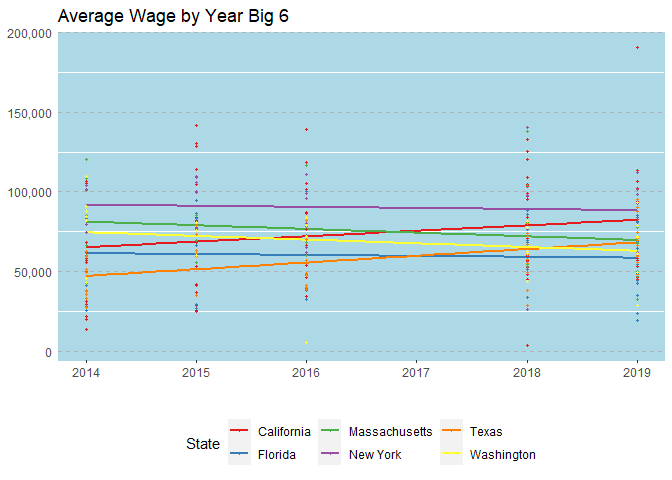 Average Wage by Year Big 6
200,000
150,000
100,000
50,000
0
2014 2015 2016 2017 2018 2019
State
California Massachusetts Texas
Florida New York Washington